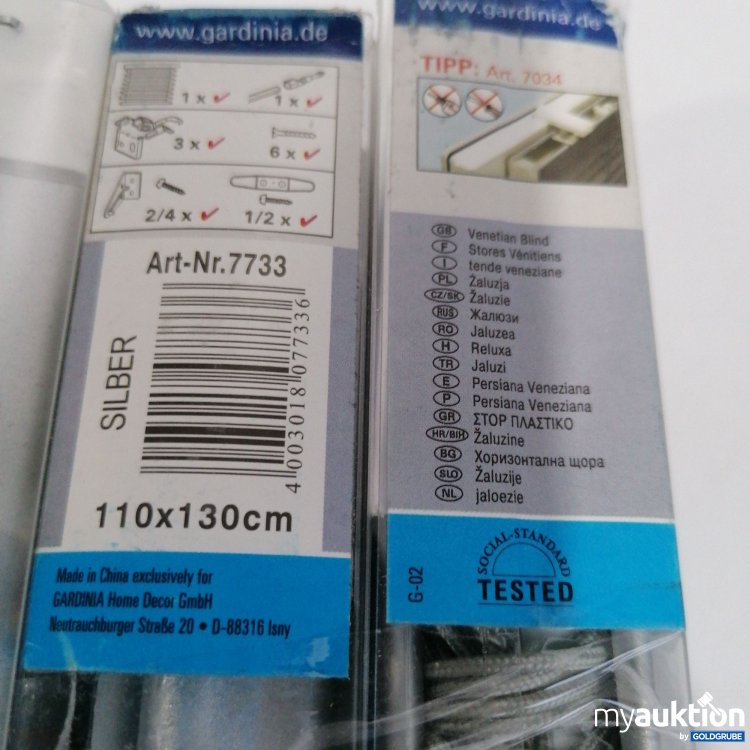 www.gardinia.de
1 x ✓
1 x ✓
3 x ✓
6 x ✓
2/4 x ✓
1/2 x ✓
Art-Nr.7733
SILBER
4 003018 077336
110x130cm
Made in China exclusively for
GARDINIA Home Decor GmbH
Neutrauchburger Straße 20 • D-88316 Isny
www.gardinia.de
TIPP: Art. 7034
GB Venetian Blind
F Stores Vénitiens
I tende veneziane
PL Żaluzja
CZ/SK Žaluzie
RUS Жалюзи
RO Jaluzea
H Reluxa
TR Jaluzi
E Persiana Veneziana
P Persiana Veneziana
GR ΣΤΟΡ ΠΛΑΣΤΙΚΟ
HR/BIH Žaluzine
BG Хоризонтална щора
SLO Žaluzije
NL jaloezie
G-02
SOCIAL-STANDARD
TESTED
myauktion
by GOLDGRUBE